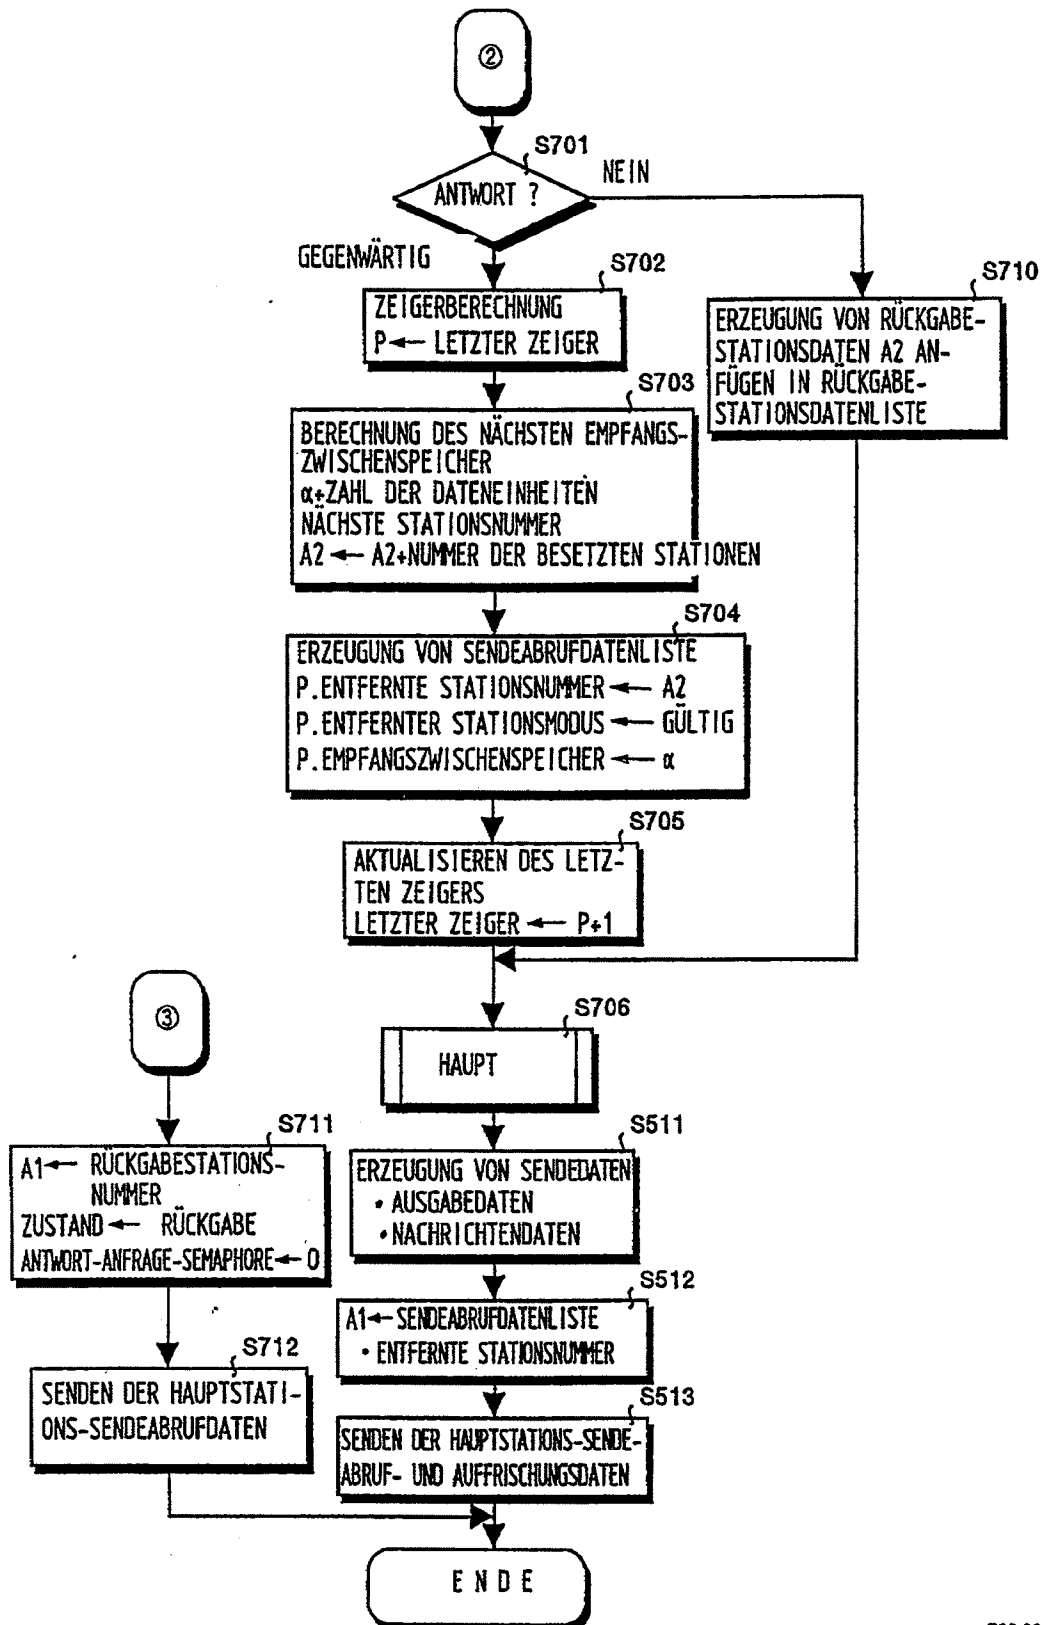 ②
S701
ANTWORT ?
NEIN
GEGENWÄRTIG
S702
ZEIGERBERECHNUNG
P← LETZTER ZEIGER
S710
ERZEUGUNG VON RÜCKGABE-
STATIONSDATEN A2 AN-
FÜGEN IN RÜCKGABE-
STATIONSDATENLISTE
S703
BERECHNUNG DES NÄCHSTEN EMPFANGS-
ZWISCHENSPEICHER
α+ZAHL DER DATENEINHEITEN
NÄCHSTE STATIONSNUMMER
A2 ← A2+NUMMER DER BESETZTEN STATIONEN
S704
ERZEUGUNG VON SENDEABRUFDATENLISTE
P.ENTFERNTE STATIONSNUMMER ← A2
P.ENTFERNTER STATIONSMODUS ← GÜLTIG
P.EMPFANGSZWISCHENSPEICHER ← α
S705
AKTUALISIEREN DES LETZ-
TEN ZEIGERS
LETZTER ZEIGER ← P+1
③
S706
HAUPT
S711
A1← RÜCKGABESTATIONS-
NUMMER
ZUSTAND← RÜCKGABE
ANTWORT-ANFRAGE-SEMAPHORE←0
S511
ERZEUGUNG VON SENDEDATEN
• AUSGABEDATEN
• NACHRICHTENDATEN
S512
A1←SENDEABRUFDATENLISTE
• ENTFERNTE STATIONSNUMMER
S712
SENDEN DER HAUPTSTATI-
ONS-SENDEABRUFDATEN
S513
SENDEN DER HAUPTSTATIONS-SENDE-
ABRUF- UND AUFFRISCHUNGSDATEN
ENDE